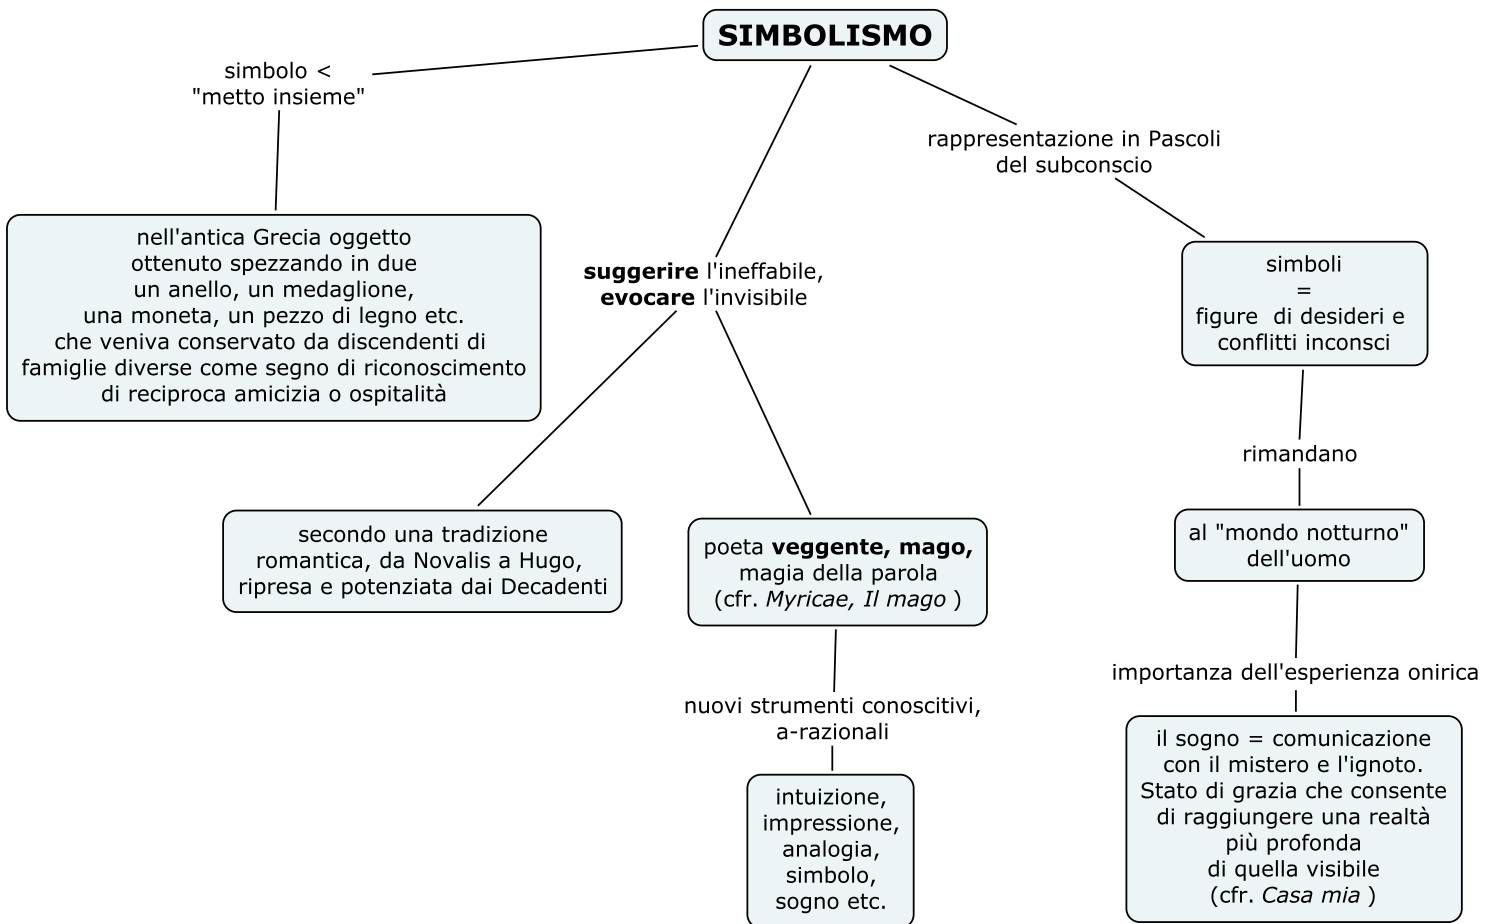 SIMBOLISMO
simbolo <
"metto insieme"
nell'antica Grecia oggetto
ottenuto spezzando in due
un anello, un medaglione,
una moneta, un pezzo di legno etc.
che veniva conservato da discendenti di
famiglie diverse come segno di riconoscimento
di reciproca amicizia o ospitalità
suggerire l'ineffabile,
evocare l'invisibile
secondo una tradizione
romantica, da Novalis a Hugo,
ripresa e potenziata dai Decadenti
poeta veggente, mago,
magia della parola
(cfr. Myricae, Il mago )
nuovi strumenti conoscitivi,
a-razionali
intuizione,
impressione,
analogia,
simbolo,
sogno etc.
rappresentazione in Pascoli
del subconscio
simboli
=
figure  di desideri e
conflitti inconsci
rimandano
al "mondo notturno"
dell'uomo
importanza dell'esperienza onirica
il sogno = comunicazione
con il mistero e l'ignoto.
Stato di grazia che consente
di raggiungere una realtà
più profonda
di quella visibile
(cfr. Casa mia )